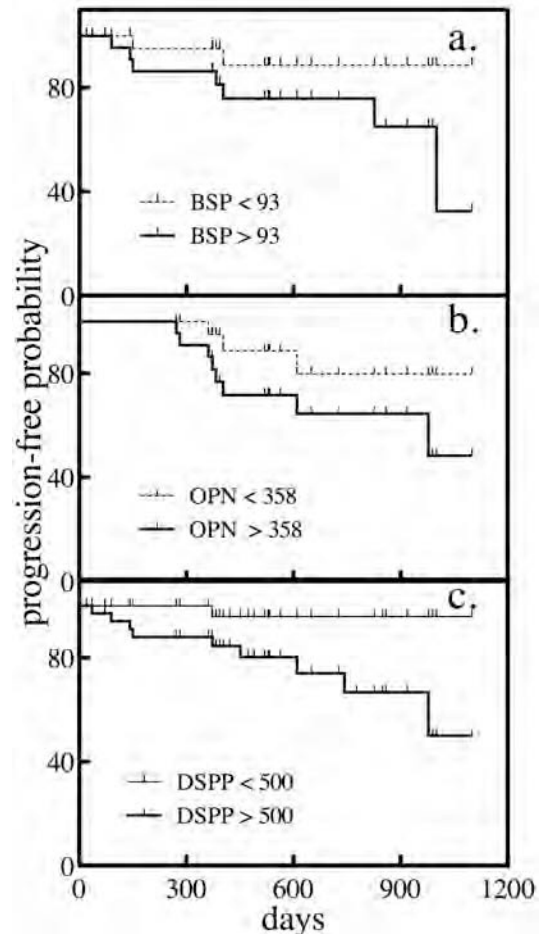 progression-free probability
a.
80
40
0
BSP < 93
BSP > 93
b.
80
40
0
OPN < 358
OPN > 358
c.
80
40
0
DSPP < 500
DSPP > 500
0 300 600 900 1200
days